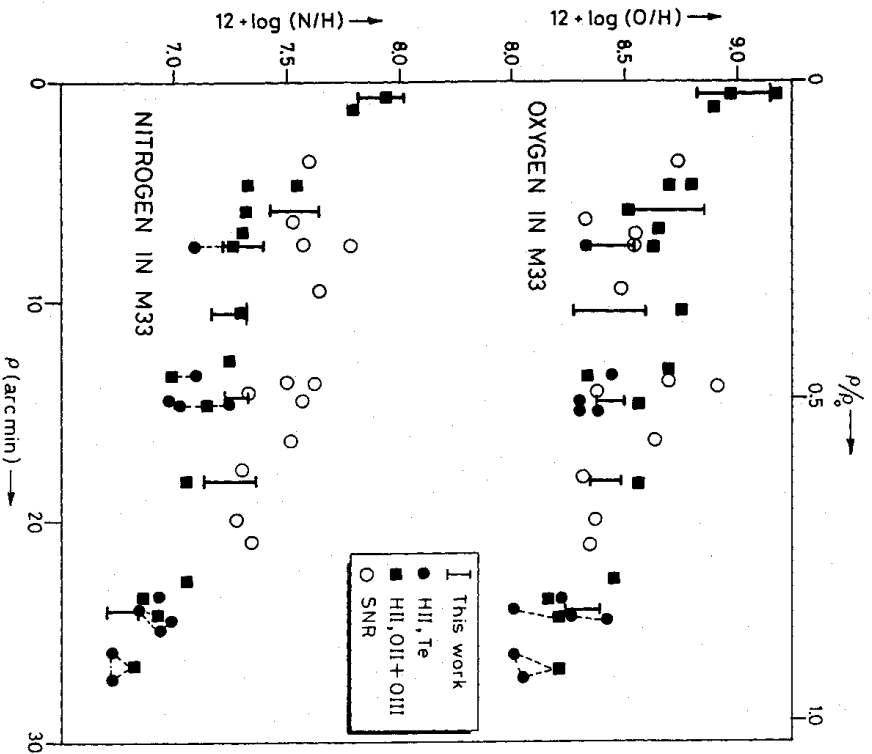 ρ/ρ₀ →
0
0.5
1.0
12 + log (O/H) →
9.0
8.5
8.0
OXYGEN IN M33
12 + log (N/H) →
8.0
7.5
7.0
This work
HII, Te
HII, OII + OIII
SNR
NITROGEN IN M33
0
10
20
30
ρ (arc min) →